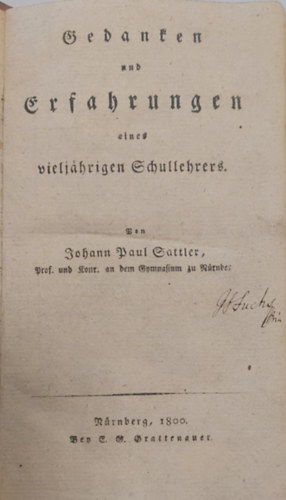 Gedanken
und
Erfahrungen
eines
vieljährigen Schullehrers.
Von
Johann Paul Sattler,
Prof. und Konr. an dem Gymnasium zu Nürnbe
Nürnberg, 1800.
Bey E. G. Grattenauer.